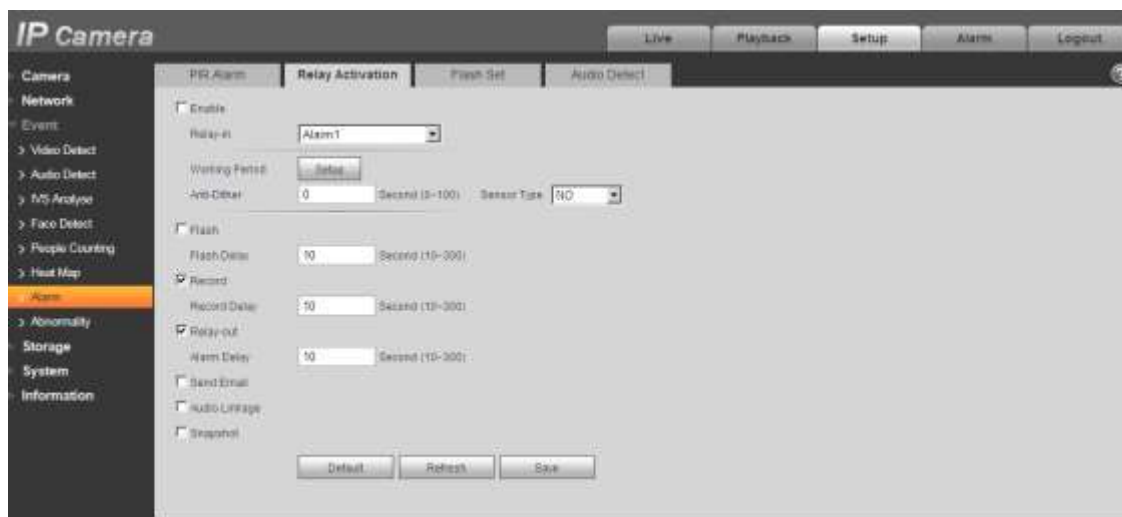 IP Camera
Live
Playback
Setup
Alarm
Logout
Camera
Network
Event
Video Detect
Audio Detect
IVS Analyse
Face Detect
People Counting
Heat Map
Alarm
Abnormality
Storage
System
Information
PIR Alarm
Relay Activation
Flash Set
Audio Detect
Enable
Relay-in Alarm1
Working Period Setup
Anti-Dither 0 Second (0~100) Sensor Type NO
Flash
Flash Delay 10 Second (10~300)
Record
Record Delay 10 Second (10~300)
Relay-out
Alarm Delay 10 Second (10~300)
Send Email
Audio Linkage
Snapshot
Default Refresh Save